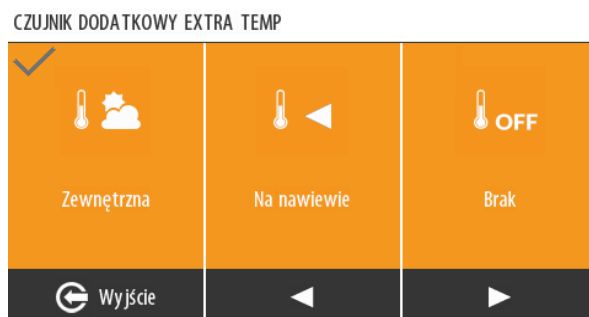 CZUJNIK DODATKOWY EXTRA TEMP
OFF
Zewnętrzna
Na nawiewie
Brak
Wyjście